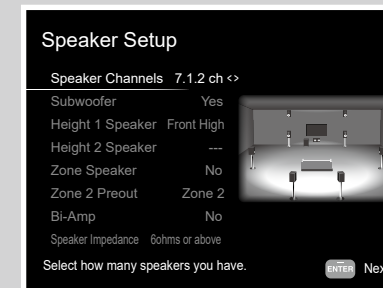 Speaker Setup
Speaker Channels 7.1.2 ch <>
Subwoofer Yes
Height 1 Speaker Front High
Height 2 Speaker ---
Zone Speaker No
Zone 2 Preout Zone 2
Bi-Amp No
Speaker Impedance 6ohms or above
Select how many speakers you have.
ENTER